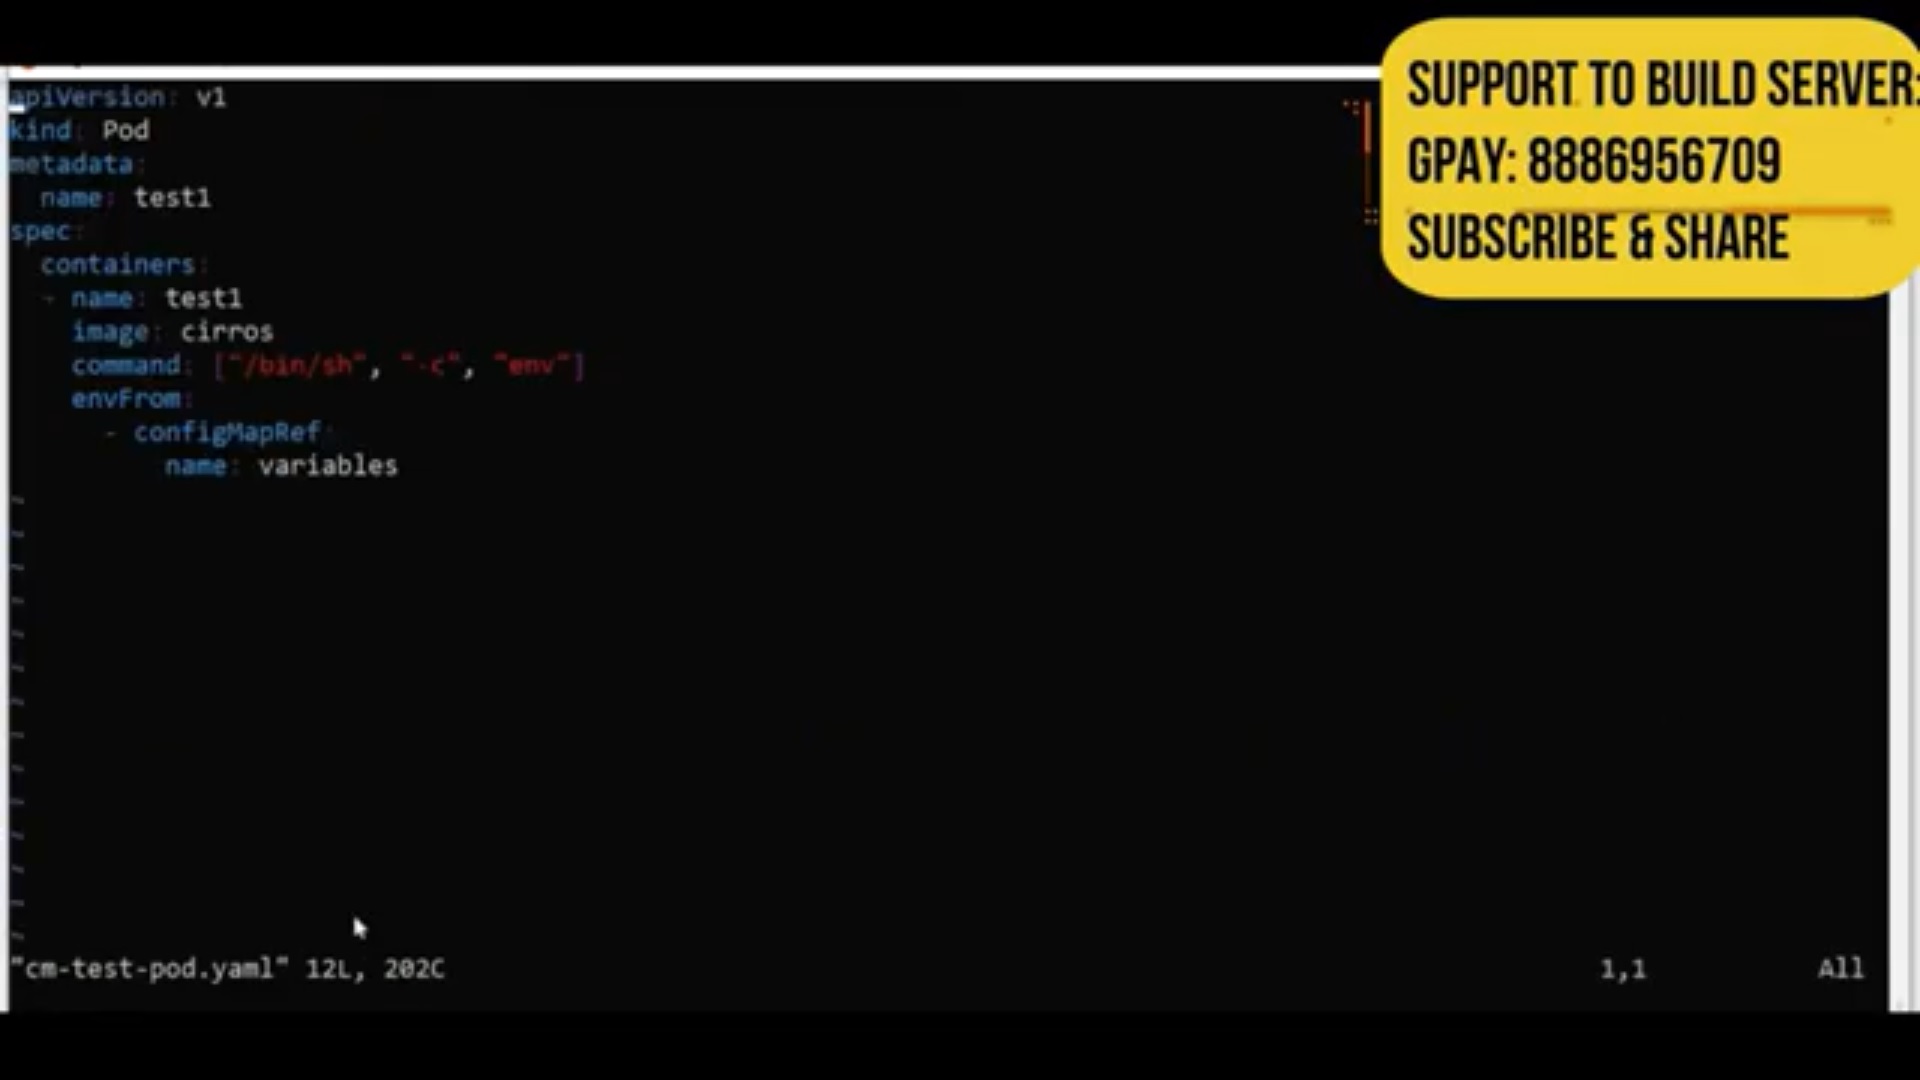 apiVersion: v1
kind: Pod
metadata:
  name: test1
spec:
  containers:
  - name: test1
    image: cirros
    command: ["/bin/sh", "-c", "env"]
    envFrom:
      - configMapRef:
          name: variables
~
~
~
~
~
~
~
~
~
~
~
~
~
~
"cm-test-pod.yaml" 12L, 202C 1,1 All
SUPPORT TO BUILD SERVER:
GPAY: 8886956709
SUBSCRIBE & SHARE